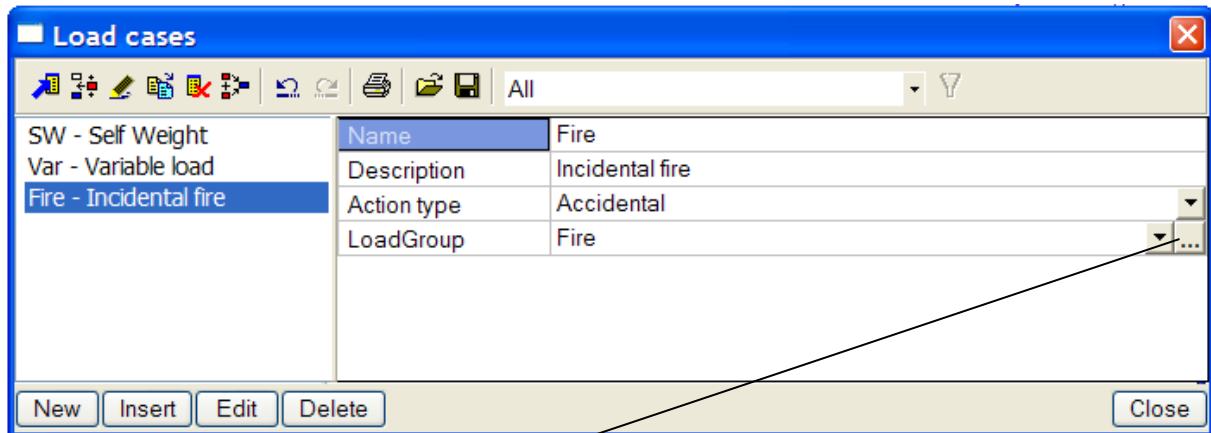 Load cases
All
SW - Self Weight
Var - Variable load
Fire - Incidental fire
Name Fire
Description Incidental fire
Action type Accidental
LoadGroup Fire
...
New Insert Edit Delete Close